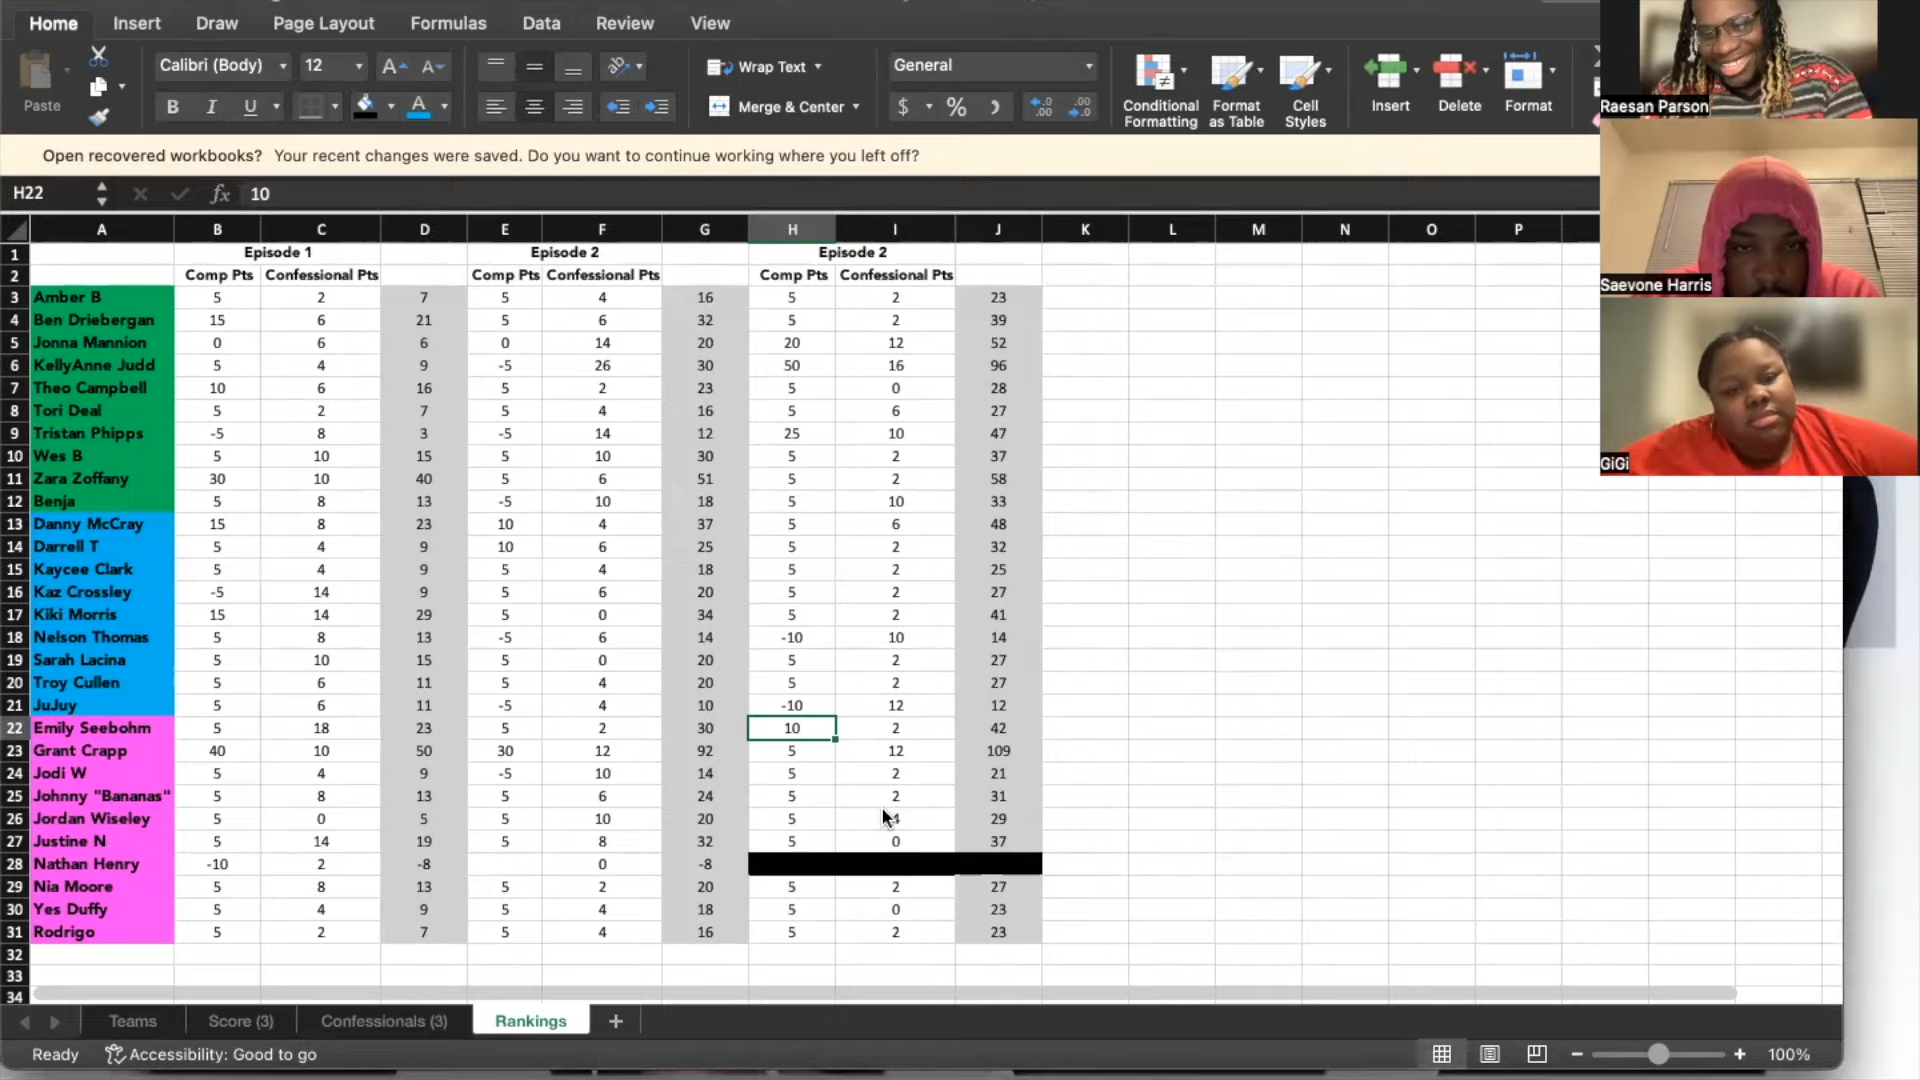 Home Insert Draw Page Layout Formulas Data Review View
Calibri (Body) 12 A A Wrap Text General
Paste B I U A Merge & Center $ % Conditional Formatting Format as Table Cell Styles Insert Delete Format
Raesan Parson
Open recovered workbooks? Your recent changes were saved. Do you want to continue working where you left off?
H22 fx 10
A B C D E F G H I J K L M N O P
1 Episode 1 Episode 2 Episode 2
2 Comp Pts Confessional Pts Comp Pts Confessional Pts Comp Pts Confessional Pts
Saevone Harris
3 Amber B 5 2 7 5 4 16 5 2 23
4 Ben Driebergan 15 6 21 5 6 32 5 2 39
5 Jonna Mannion 0 6 6 0 14 20 20 12 52
6 KellyAnne Judd 5 4 9 -5 26 30 50 16 96
7 Theo Campbell 10 6 16 5 2 23 5 0 28
8 Tori Deal 5 2 7 5 4 16 5 6 27
9 Tristan Phipps -5 8 3 -5 14 12 25 10 47
10 Wes B 5 10 15 5 10 30 5 2 37
GiGi
11 Zara Zoffany 30 10 40 5 6 51 5 2 58
12 Benja 5 8 13 -5 10 18 5 10 33
13 Danny McCray 15 8 23 10 4 37 5 6 48
14 Darrell T 5 4 9 10 6 25 5 2 32
15 Kaycee Clark 5 4 9 5 4 18 5 2 25
16 Kaz Crossley -5 14 9 5 6 20 5 2 27
17 Kiki Morris 15 14 29 5 0 34 5 2 41
18 Nelson Thomas 5 8 13 -5 6 14 -10 10 14
19 Sarah Lacina 5 10 15 5 0 20 5 2 27
20 Troy Cullen 5 6 11 5 4 20 5 2 27
21 JuJuy 5 6 11 -5 4 10 -10 12 12
22 Emily Seebohm 5 18 23 5 2 30 10 2 42
23 Grant Crapp 40 10 50 30 12 92 5 12 109
24 Jodi W 5 4 9 -5 10 14 5 2 21
25 Johnny "Bananas" 5 8 13 5 6 24 5 2 31
26 Jordan Wiseley 5 0 5 5 10 20 5 4 29
27 Justine N 5 14 19 5 8 32 5 0 37
28 Nathan Henry -10 2 -8 0 -8
29 Nia Moore 5 8 13 5 2 20 5 2 27
30 Yes Duffy 5 4 9 5 4 18 5 0 23
31 Rodrigo 5 2 7 5 4 16 5 2 23
32
33
34
Teams Score (3) Confessionals (3) Rankings +
Ready Accessibility: Good to go 100%